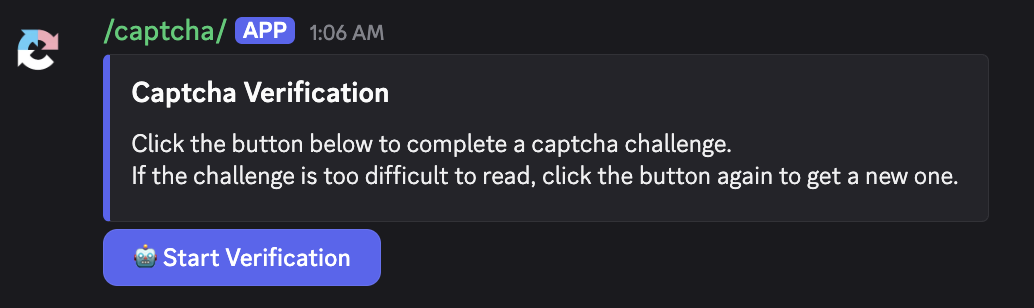 /captcha/ APP 1:06 AM
Captcha Verification
Click the button below to complete a captcha challenge.
If the challenge is too difficult to read, click the button again to get a new one.
🤖 Start Verification